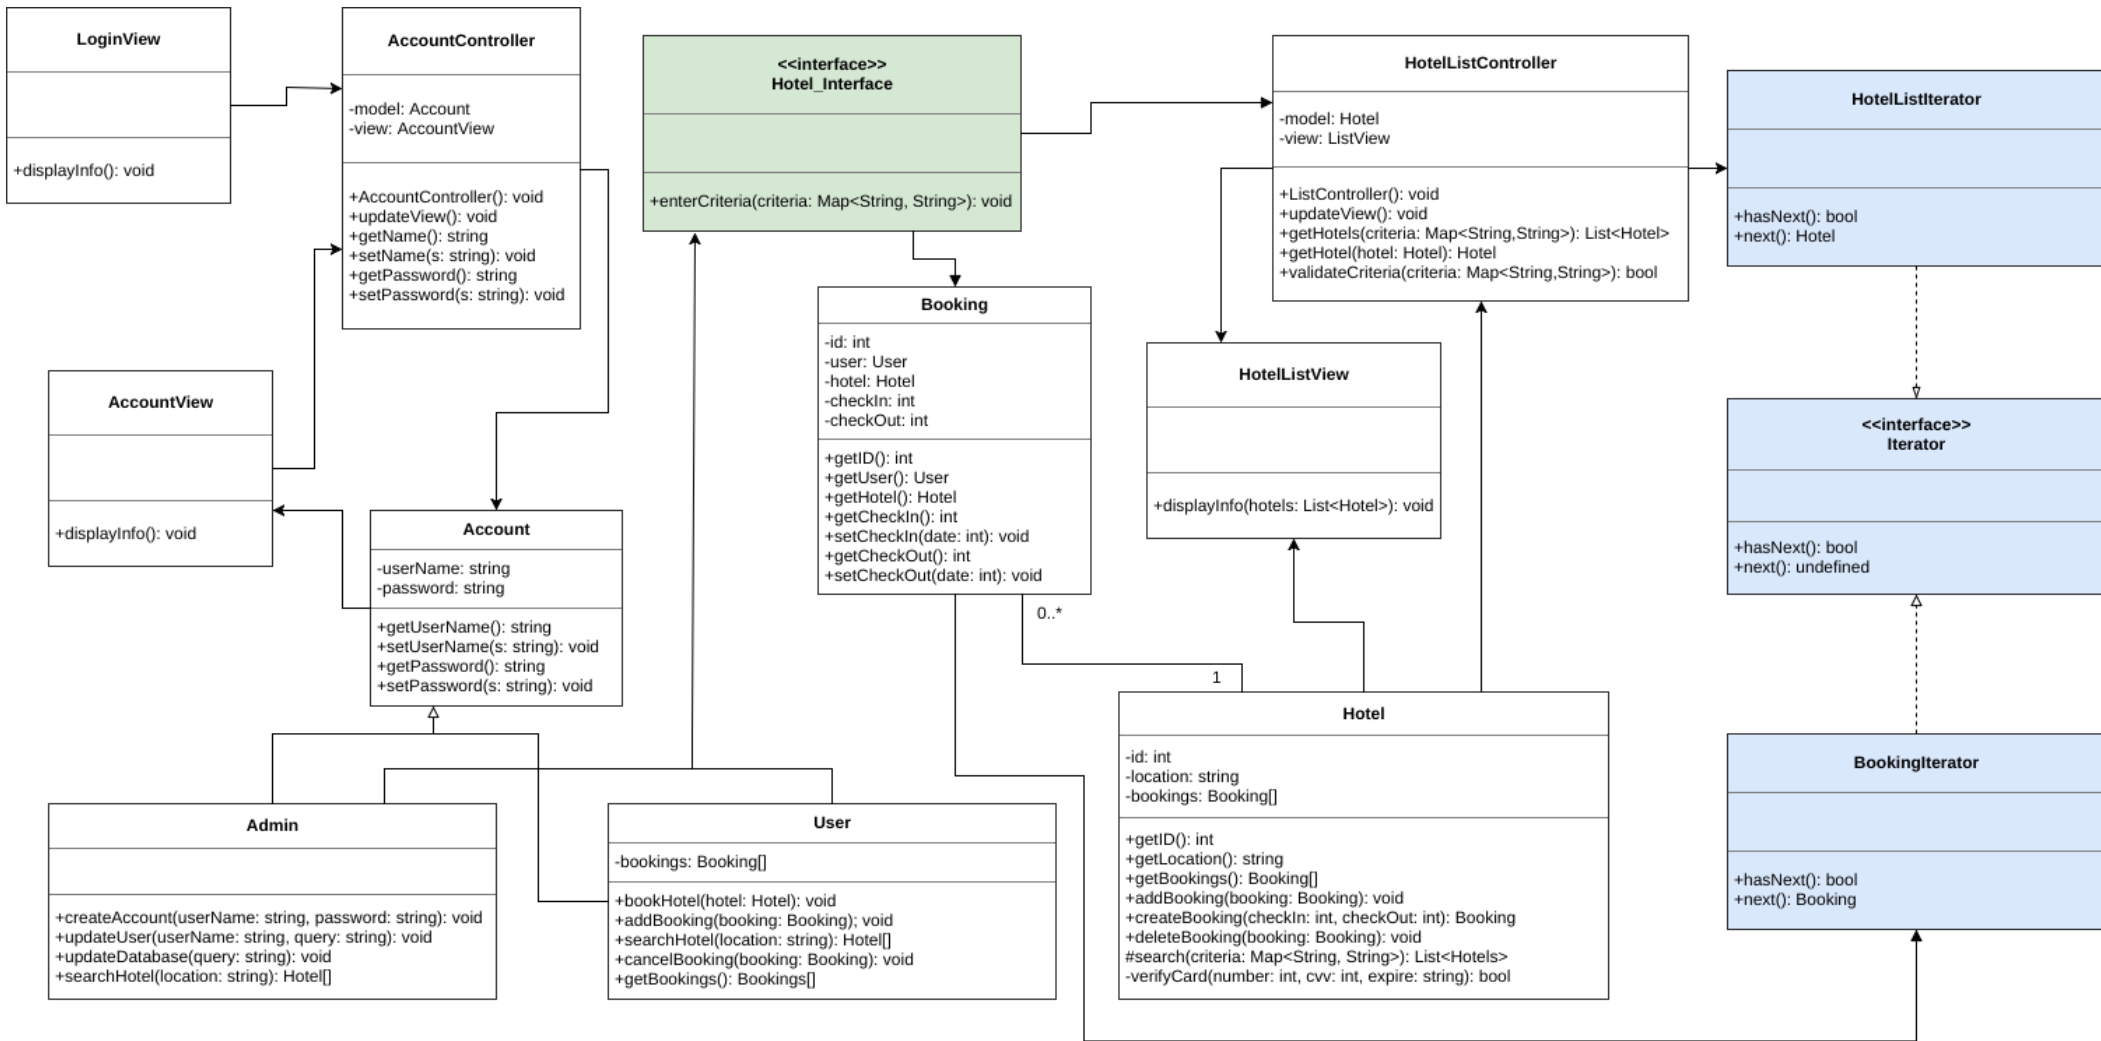 LoginView
+displayInfo(): void
AccountController
-model: Account
-view: AccountView
+AccountController(): void
+updateView(): void
+getName(): string
+setName(s: string): void
+getPassword(): string
+setPassword(s: string): void
<<interface>>
Hotel_Interface
+enterCriteria(criteria: Map<String, String>): void
HotelListController
-model: Hotel
-view: ListView
+ListController(): void
+updateView(): void
+getHotels(criteria: Map<String,String>): List<Hotel>
+getHotel(hotel: Hotel): Hotel
+validateCriteria(criteria: Map<String,String>): bool
HotelListIterator
+hasNext(): bool
+next(): Hotel
AccountView
+displayInfo(): void
Account
-userName: string
-password: string
+getUserName(): string
+setUserName(s: string): void
+getPassword(): string
+setPassword(s: string): void
Booking
-id: int
-user: User
-hotel: Hotel
-checkIn: int
-checkOut: int
+getID(): int
+getUser(): User
+getHotel(): Hotel
+getCheckIn(): int
+setCheckIn(date: int): void
+getCheckOut(): int
+setCheckOut(date: int): void
0..*
1
HotelListView
+displayInfo(hotels: List<Hotel>): void
<<interface>>
Iterator
+hasNext(): bool
+next(): undefined
Admin
+createAccount(userName: string, password: string): void
+updateUser(userName: string, query: string): void
+updateDatabase(query: string): void
+searchHotel(location: string): Hotel[]
User
-bookings: Booking[]
+bookHotel(hotel: Hotel): void
+addBooking(booking: Booking); void
+searchHotel(location: string): Hotel[]
+cancelBooking(booking: Booking): void
+getBookings(): Bookings[]
Hotel
-id: int
-location: string
-bookings: Booking[]
+getID(): int
+getLocation(): string
+getBookings(): Booking[]
+addBooking(booking: Booking): void
+createBooking(checkIn: int, checkOut: int): Booking
+deleteBooking(booking: Booking): void
#search(criteria: Map<String, String>): List<Hotels>
-verifyCard(number: int, cvv: int, expire: string): bool
BookingIterator
+hasNext(): bool
+next(): Booking